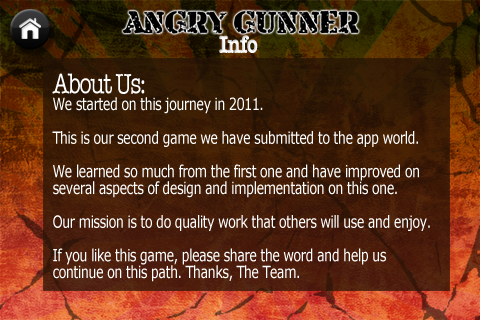 ANGRY GUNNER
Info
About Us:
We started on this journey in 2011.
This is our second game we have submitted to the app world.
We learned so much from the first one and have improved on
several aspects of design and implementation on this one.
Our mission is to do quality work that others will use and enjoy.
If you like this game, please share the word and help us
continue on this path. Thanks, The Team.